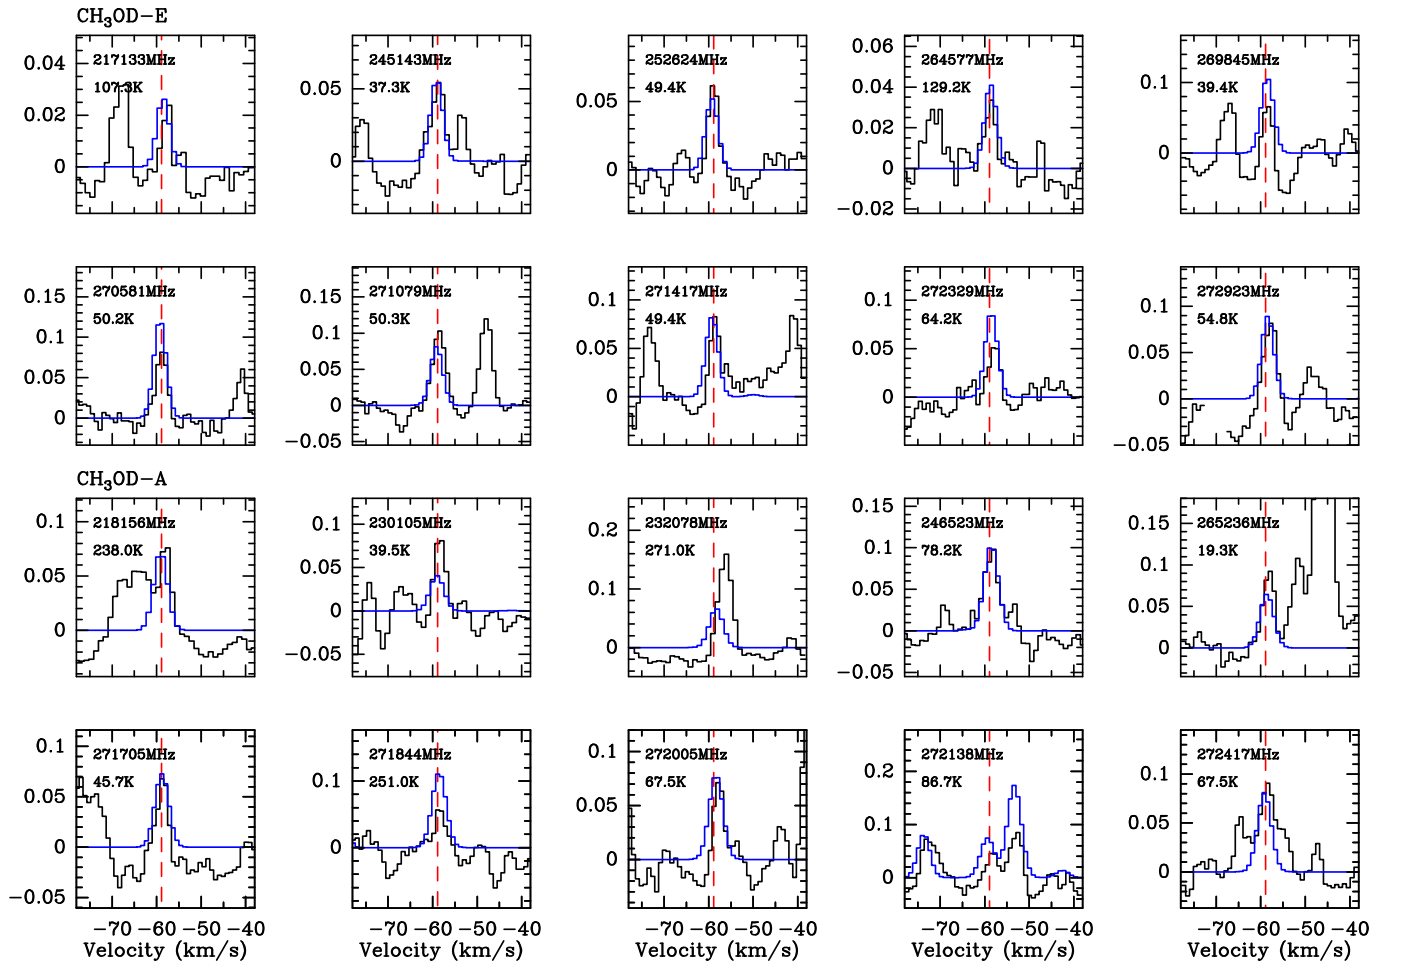 CH3OD−E
217133MHz
107.3K
0.04
0.02
0
245143MHz
37.3K
0.05
0
252624MHz
49.4K
0.05
0
264577MHz
129.2K
0.06
0.04
0.02
0
−0.02
269845MHz
39.4K
0.1
0
270581MHz
50.2K
0.15
0.1
0.05
0
271079MHz
50.3K
0.15
0.1
0.05
0
−0.05
271417MHz
49.4K
0.1
0.05
0
272329MHz
64.2K
0.1
0.05
0
272923MHz
54.8K
0.1
0.05
0
−0.05
CH3OD−A
218156MHz
238.0K
0.1
0.05
0
230105MHz
39.5K
0.1
0.05
0
−0.05
232078MHz
271.0K
0.2
0.1
0
246523MHz
78.2K
0.15
0.1
0.05
0
−0.05
265236MHz
19.3K
0.15
0.1
0.05
0
271705MHz
45.7K
0.1
0.05
0
−0.05
271844MHz
251.0K
0.1
0
272005MHz
67.5K
0.1
0.05
0
272138MHz
86.7K
0.2
0.1
0
272417MHz
67.5K
0.1
0.05
0
−70 −60 −50 −40
Velocity (km/s)
−70 −60 −50 −40
Velocity (km/s)
−70 −60 −50 −40
Velocity (km/s)
−70 −60 −50 −40
Velocity (km/s)
−70 −60 −50 −40
Velocity (km/s)